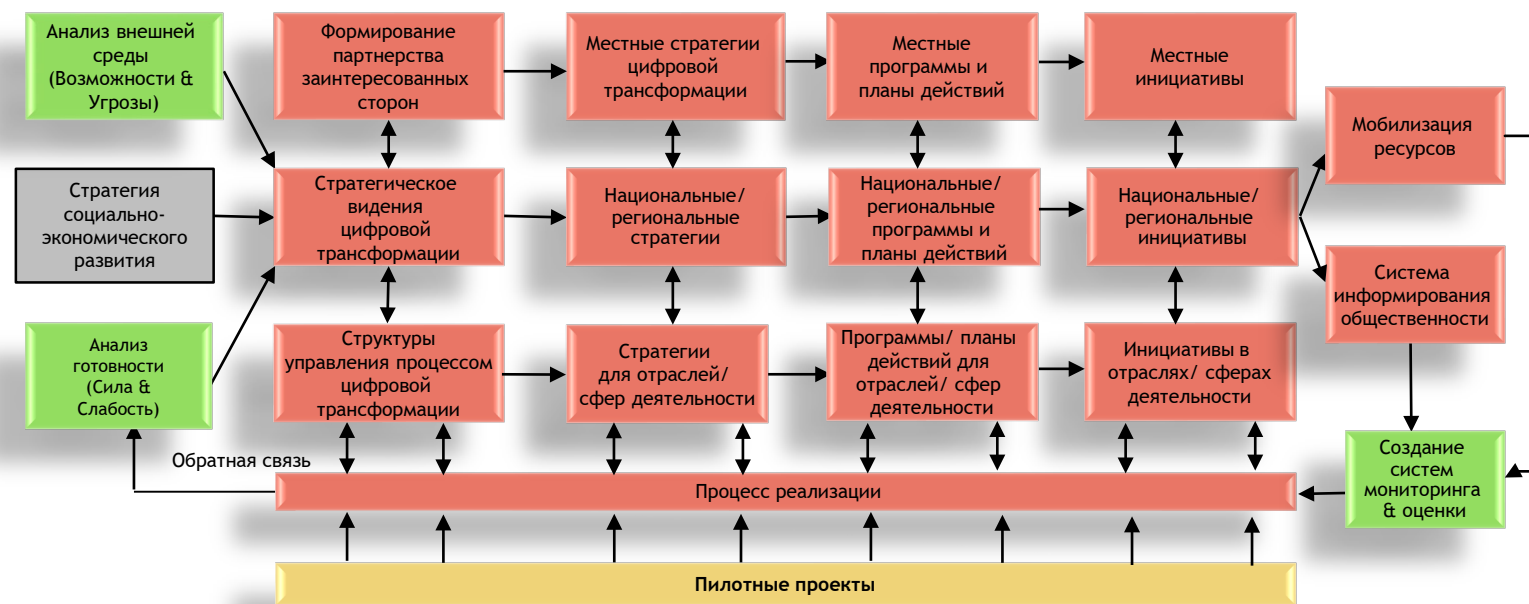 Анализ внешней
среды
(Возможности &
Угрозы)
Формирование
партнерства
заинтересованных
сторон
Местные стратегии
цифровой
трансформации
Местные
программы и
планы действий
Местные
инициативы
Мобилизация
ресурсов
Стратегия
социально-
экономического
развития
Стратегическое
видения
цифровой
трансформации
Национальные/
региональные
стратегии
Национальные/
региональные
программы и
планы действий
Национальные/
региональные
инициативы
Система
информирования
общественности
Анализ
готовности
(Сила &
Слабость)
Структуры
управления процессом
цифровой
трансформации
Стратегии
для отраслей/
сфер деятельности
Программы/ планы
действий для
отраслей/ сфер
деятельности
Инициативы в
отраслях/ сферах
деятельности
Создание
систем
мониторинга
& оценки
Обратная связь
Процесс реализации
Пилотные проекты